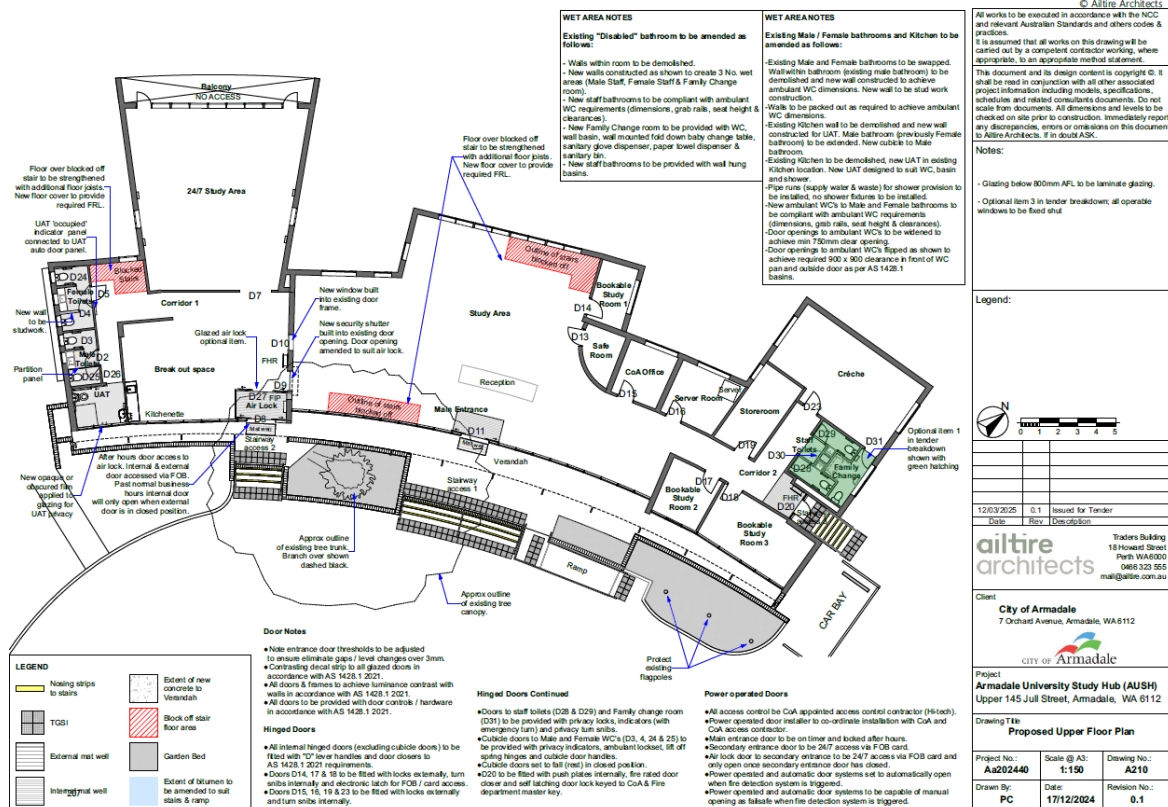 © Ailtire Architects
WET AREA NOTES
Existing "Disabled" bathroom to be amended as
follows:
- Walls within room to be demolished.
- New walls constructed as shown to create 3 No. wet
areas (Male Staff, Female Staff & Family Change
room).
- New staff bathrooms to be compliant with ambulant
WC requirements (dimensions, grab rails, seat height &
clearances).
- New Family Change room to be provided with WC,
wall basin, wall mounted fold down baby change table,
sanitary glove dispenser, paper towel dispenser &
sanitary bin.
- New staff bathrooms to be provided with wall hung
basins.
WET AREA NOTES
Existing Male / Female bathrooms and Kitchen to be
amended as follows:
-Existing Male and Female bathrooms to be swapped.
Wall within bathroom (existing male bathroom) to be
demolished and new wall constructed to achieve
ambulant WC dimensions. New wall to be stud work
construction.
-Walls to be packed out as required to achieve ambulant
WC dimensions.
-Existing Kitchen wall to be demolished and new wall
constructed for UAT. Male bathroom (previously Female
bathroom) to be extended. New cubicle to Male
bathroom.
-Existing Kitchen to be demolished, new UAT in existing
Kitchen location. New UAT designed to suit WC, basin
and shower.
-Pipe runs (supply water & waste) for shower provision to
be installed, no shower fixtures to be installed.
-New ambulant WC's to Male and Female bathrooms to
be compliant with ambulant WC requirements
(dimensions, grab rails, seat height & clearances).
-Door openings to ambulant WC's to be widened to
achieve min 750mm clear opening.
-Door openings to ambulant WC's flipped as shown to
achieve required 900 x 900 clearance in front of WC
pan and outside door as per AS 1428.1
basins.
All works to be executed in accordance with the NCC
and relevant Australian Standards and others codes &
practices.
It is assumed that all works on this drawing will be
carried out by a competent contractor working, where
appropriate, to an appropriate method statement.
This document and its design content is copyright ©. It
shall be read in conjunction with all other associated
project information including models, specifications,
schedules and related consultants documents. Do not
scale from documents. All dimensions and levels to be
checked on site prior to construction. Immediately report
any discrepancies, errors or omissions on this document
to Ailtire Architects. If in doubt ASK.
Notes:
- Glazing below 800mm AFL to be laminate glazing.
- Optional item 3 in tender breakdown; all operable
windows to be fixed shut
Legend:
N
0 1 2 3 4 5
12/03/2025 0.1 Issued for Tender
Date Rev Description
ailtire
architects
Traders Building
18 Howard Street
Perth WA6000
0466 323 555
mail@ailtire.com.au
Client
City of Armadale
7 Orchard Avenue, Armadale, WA 6112
CITY OF Armadale
Project
Armadale University Study Hub (AUSH)
Upper 145 Jull Street, Armadale, WA 6112
Drawing Title
Proposed Upper Floor Plan
Project No.: Scale @ A3: Drawing No.:
Aa202440 1:150 A210
Drawn By: Date: Revision No.:
PC 17/12/2024 0.1
Balcony
NO ACCESS
24/7 Study Area
Floor over blocked off
stair to be strengthened
with additional floor joists.
New floor cover to provide
required FRL.
UAT 'occupied'
indicator panel
connected to UAT
auto door panel.
New wall
to be
studwork.
Partition
panel
New opaque or
obscured film
applied to
glazing for
UAT privacy
D24
Female
Toilets
D5
D4
D3
D2
Male
Toilets
D25
D26
UAT
Blocked
Stairs
Corridor 1
D7
Break out space
Kitchenette
Glazed air lock
optional item.
New window built
into existing door
frame.
New security shutter
built into existing door
opening. Door opening
amended to suit air lock.
D10
FHR
D9
D27
FIP
Air Lock
D8
Mat well
Stairway
access 2
After hours door access to
air lock. Internal & external
door accessed via FOB.
Past normal business
hours internal door
will only open when external
door is in closed position.
Floor over blocked off
stair to be strengthened
with additional floor joists.
New floor cover to provide
required FRL.
Outline of stairs
blocked off
Study Area
Bookable
Study
Room 1
D14
D13
Safe
Room
Reception
Outline of stairs
blocked off
Main Entrance
D11
Mat well
Verandah
Stairway
access 1
CoA Office
D15
Server Room
Server
D16
Storeroom
D19
D23
Crêche
D29
D31
Staff
Toilets
D30
D28
Family
Change
Corridor 2
FHR
D20
Optional item 1
in tender
breakdown
shown with
green hatching
D17
D18
Bookable
Study
Room 2
Bookable
Study
Room 3
Ramp
CAR BAY
Approx outline
of existing tree trunk.
Branch over shown
dashed black.
Approx outline
of existing tree
canopy.
Protect
existing
flagpoles
LEGEND
Nosing strips
to stairs
TGSI
External mat well
Internal mat well
207
Extent of new
concrete to
Verandah
Block off stair
floor area
Garden Bed
Extent of bitumen to
be amended to suit
stairs & ramp
Door Notes
● Note entrance door thresholds to be adjusted
to ensure eliminate gaps / level changes over 3mm.
● Contrasting decal strip to all glazed doors in
accordance with AS 1428.1 2021.
● All doors & frames to achieve luminance contrast with
walls in accordance with AS 1428.1 2021.
● All doors to be provided with door controls / hardware
in accordance with AS 1428.1 2021.
Hinged Doors
● All internal hinged doors (excluding cubicle doors) to be
fitted with "D" lever handles and door closers to
AS 1428.1 2021 requirements.
● Doors D14, 17 & 18 to be fitted with locks externally, turn
snibs internally and electronic latch for FOB / card access.
● Doors D15, 16, 19 & 23 to be fitted with locks externally
and turn snibs internally.
Hinged Doors Continued
● Doors to staff toilets (D28 & D29) and Family change room
(D31) to be provided with privacy locks, indicators (with
emergency turn) and privacy turn snibs.
● Cubicle doors to Male and Female WC's (D3, 4, 24 & 25) to
be provided with privacy indicators, ambulant lockset, lift off
spring hinges and cubicle door handles.
● Cubicle doors set to fall (rest) in closed position.
● D20 to be fitted with push plates internally, fire rated door
closer and self latching door lock keyed to CoA & Fire
department master key.
Power operated Doors
● All access control be CoA appointed access control contractor (Hi-tech).
● Power operated door installer to co-ordinate installation with CoA and
CoA access contractor.
● Main entrance door to be on timer and locked after hours.
● Secondary entrance door to be 24/7 access via FOB card.
● Air lock door to secondary entrance to be 24/7 access via FOB card and
only open once secondary entrance door has closed.
● Power operated and automatic door systems to set to automatically open
when fire detection system is triggered.
● Power operated and automatic door systems to be capable of manual
opening as failsafe when fire detection system is triggered.